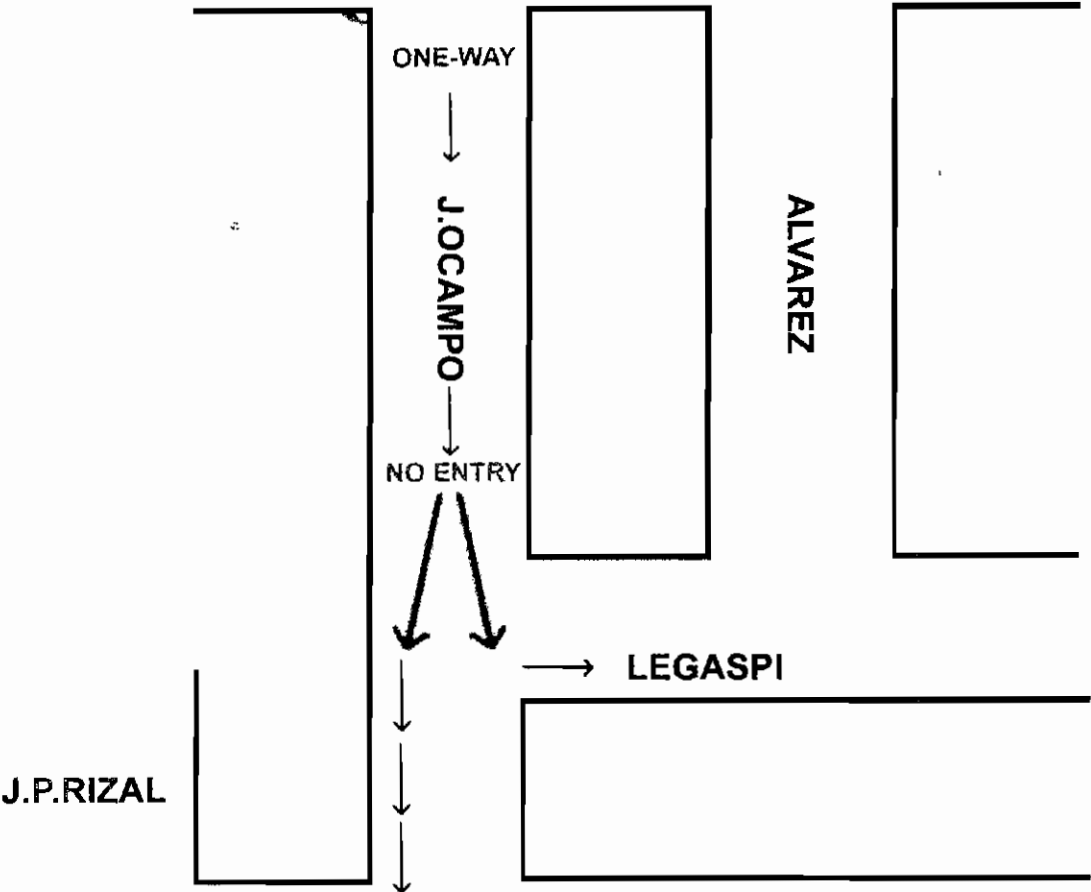 ONE-WAY
J.OCAMPO
ALVAREZ
NO ENTRY
LEGASPI
J.P.RIZAL